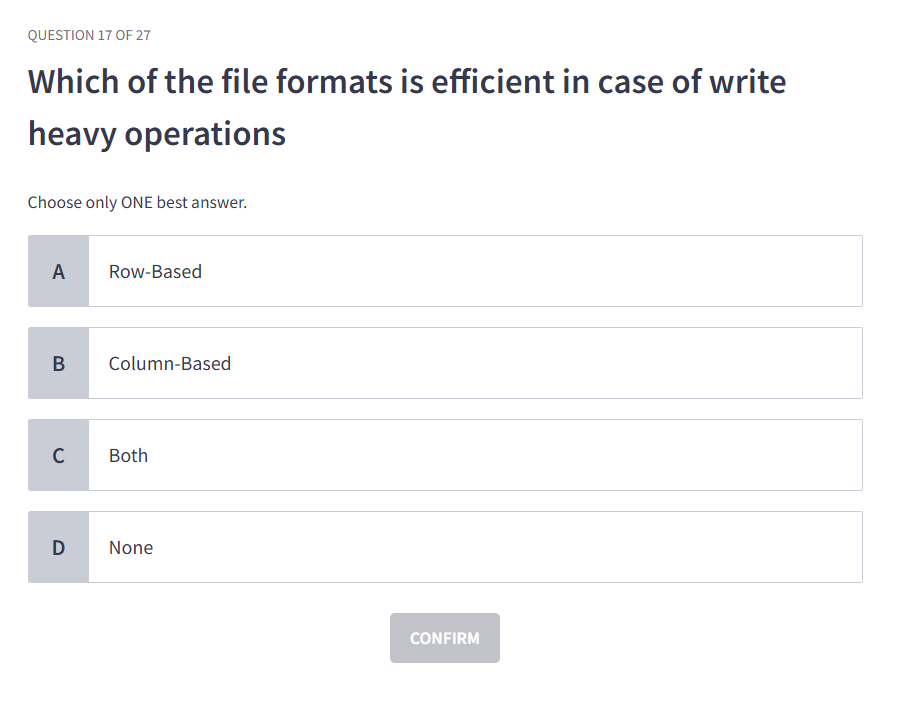 QUESTION 17 OF 27
Which of the file formats is efficient in case of write
heavy operations
Choose only ONE best answer.
A Row-Based
B Column-Based
C Both
D None
CONFIRM